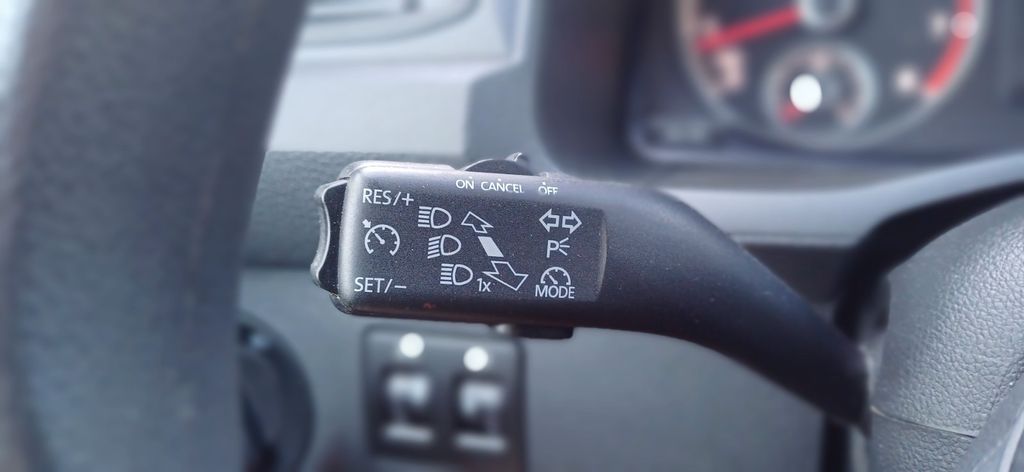 ON CANCEL OFF
RES/+
SET/–
1x
P
MODE